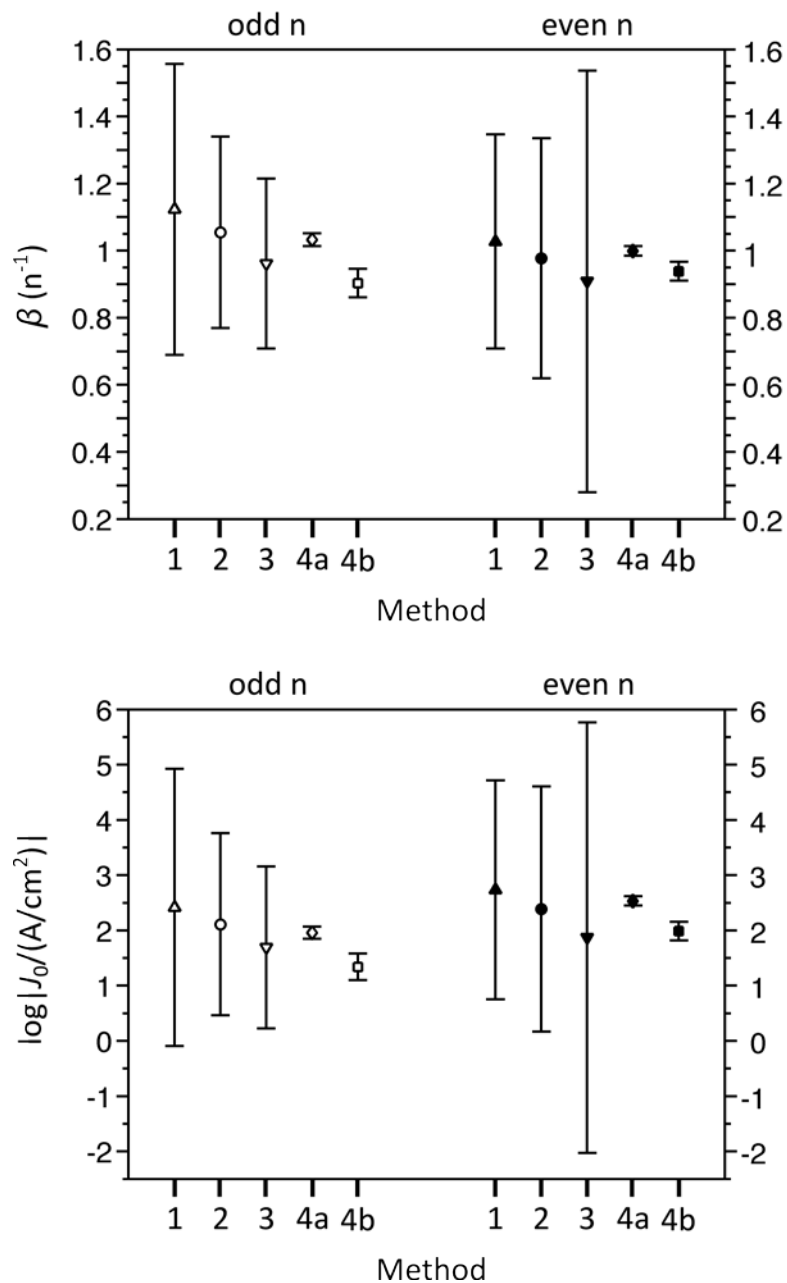 odd n even n
1.6 1.6
1.4 1.4
1.2 1.2
1 1
0.8 0.8
0.6 0.6
0.4 0.4
0.2 0.2
β (n⁻¹)
1 2 3 4a 4b 1 2 3 4a 4b
Method
odd n even n
6 6
5 5
4 4
3 3
2 2
1 1
0 0
-1 -1
-2 -2
log|J₀/(A/cm²)|
1 2 3 4a 4b 1 2 3 4a 4b
Method